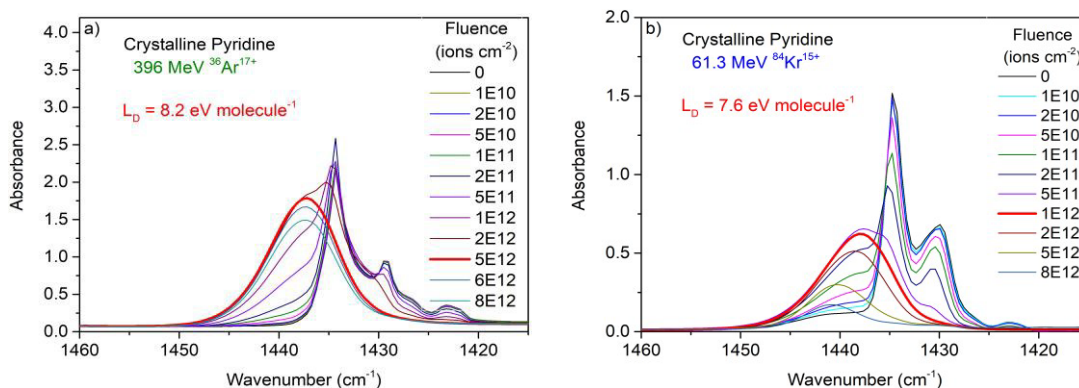 a)
Crystalline Pyridine
396 MeV ³⁶Ar¹⁷⁺
L_D = 8.2 eV molecule⁻¹
Fluence
(ions cm⁻²)
0
1E10
2E10
5E10
1E11
2E11
5E11
1E12
2E12
5E12
6E12
8E12
Absorbance
4.0
3.5
3.0
2.5
2.0
1.5
1.0
0.5
0.0
1460
1450
1440
1430
1420
Wavenumber (cm⁻¹)
b)
Crystalline Pyridine
61.3 MeV ⁸⁴Kr¹⁵⁺
L_D = 7.6 eV molecule⁻¹
Fluence
(ions cm⁻²)
0
1E10
2E10
5E10
1E11
2E11
5E11
1E12
2E12
5E12
8E12
Absorbance
2.0
1.5
1.0
0.5
0.0
1460
1450
1440
1430
1420
Wavenumber (cm⁻¹)